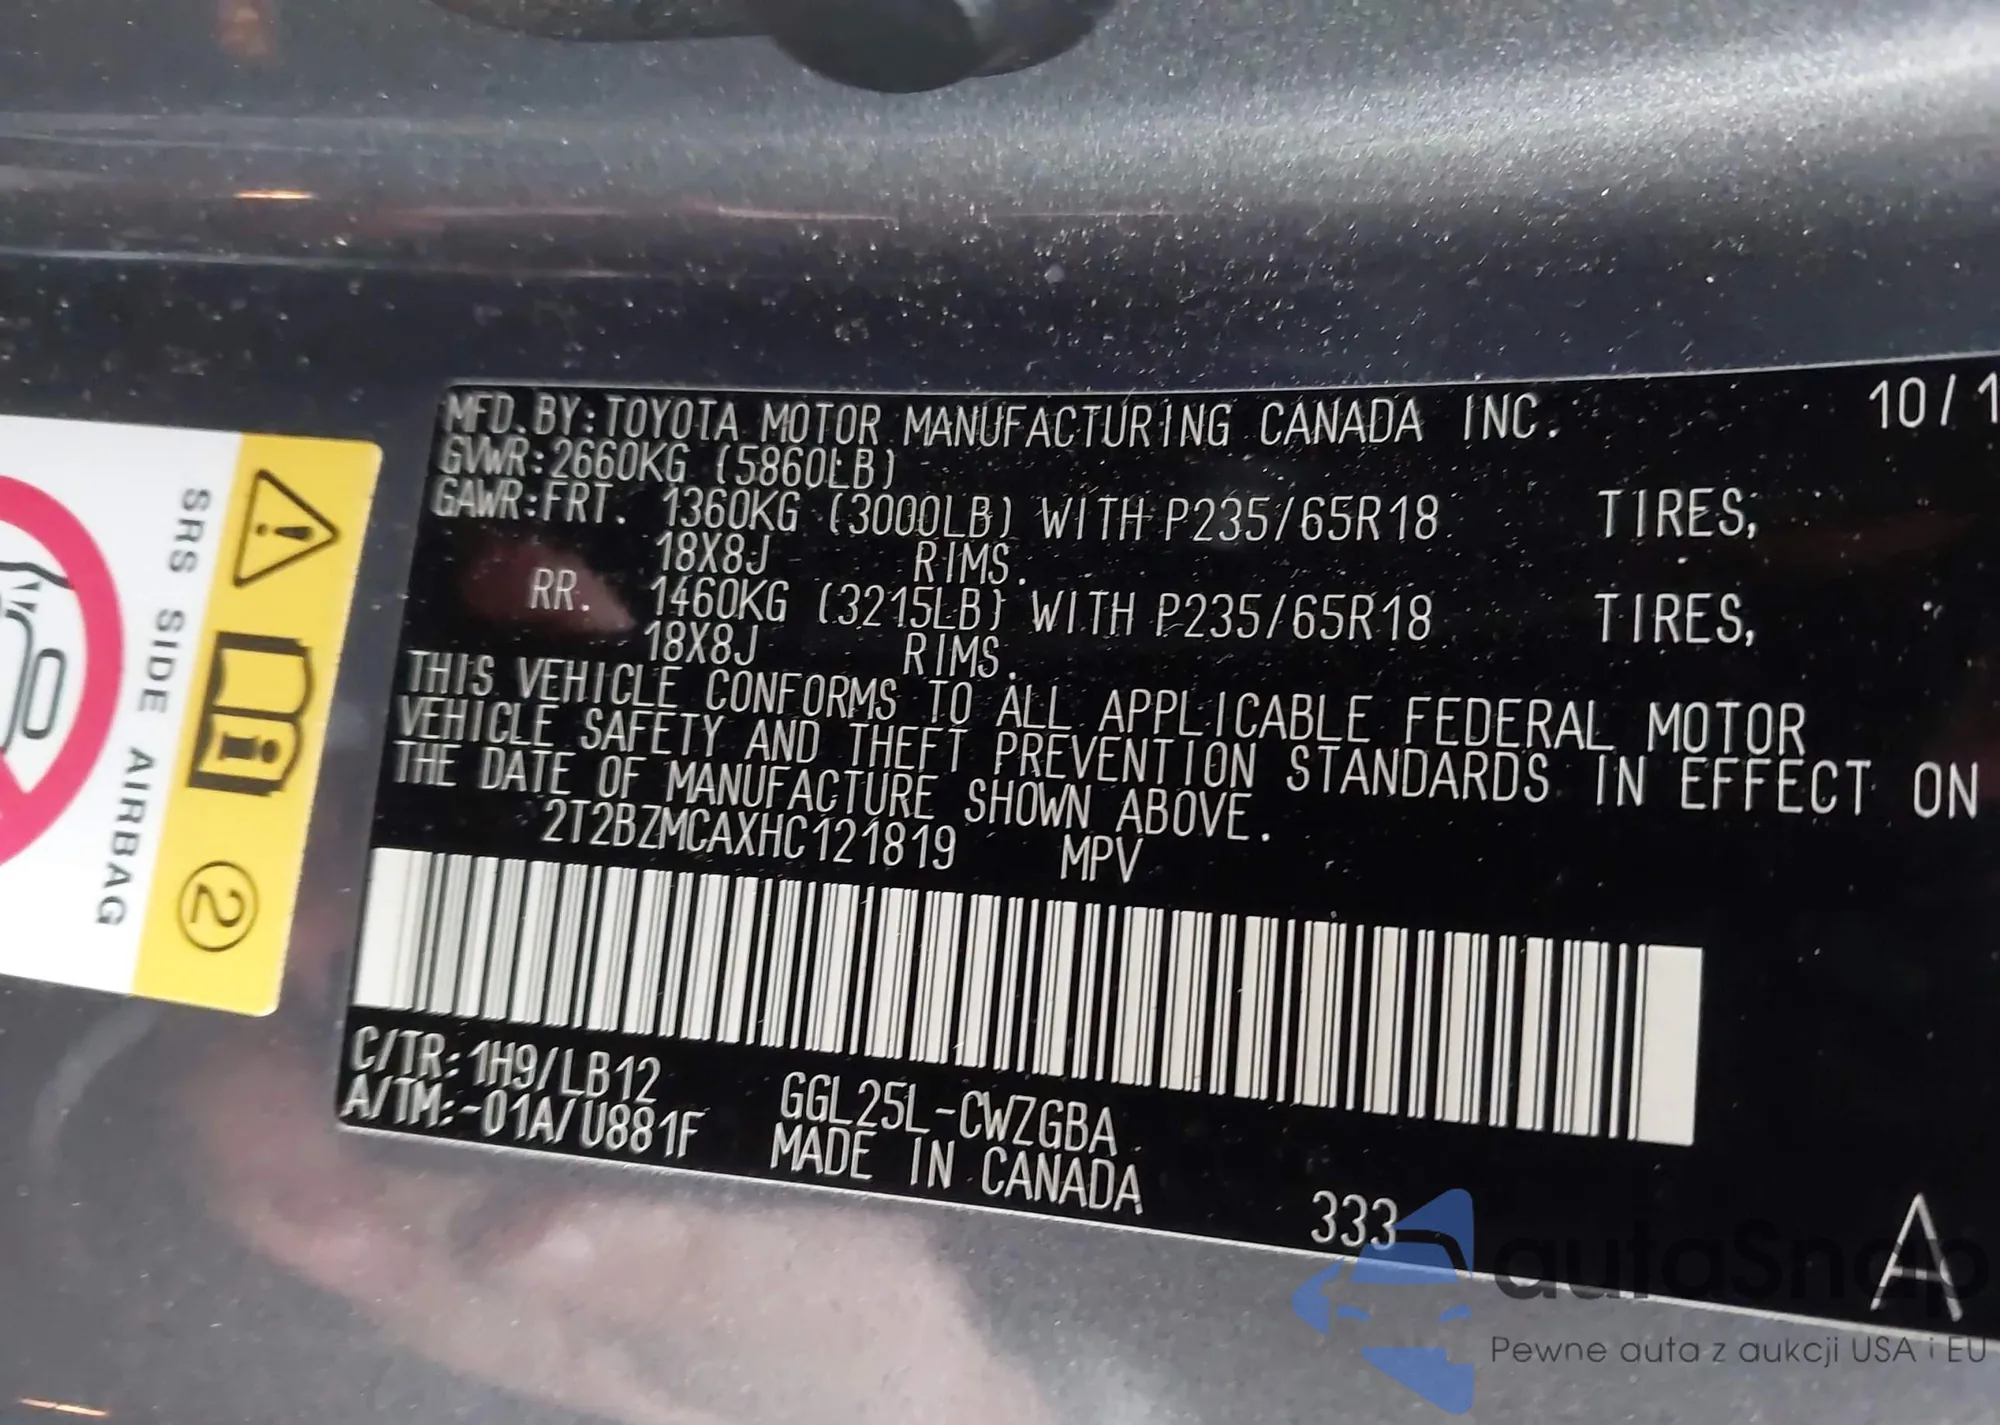 MFD. BY: TOYOTA MOTOR MANUFACTURING CANADA INC. 10/1
GVWR: 2660KG (5860LB)
GAWR: FRT. 1360KG (3000LB) WITH P235/65R18 TIRES,
18X8J RIMS.
RR. 1460KG (3215LB) WITH P235/65R18 TIRES,
18X8J RIMS.
THIS VEHICLE CONFORMS TO ALL APPLICABLE FEDERAL MOTOR
VEHICLE SAFETY AND THEFT PREVENTION STANDARDS IN EFFECT ON
THE DATE OF MANUFACTURE SHOWN ABOVE.
2T2BZMCAXHC121819 MPV
C/TR: 1H9/LB12 GGL25L-CWZGBA
A/TM: -01A/U881F MADE IN CANADA
333
A
SRS SIDE AIRBAG
2
autaSnap
Pewne auta z aukcji USA i EU